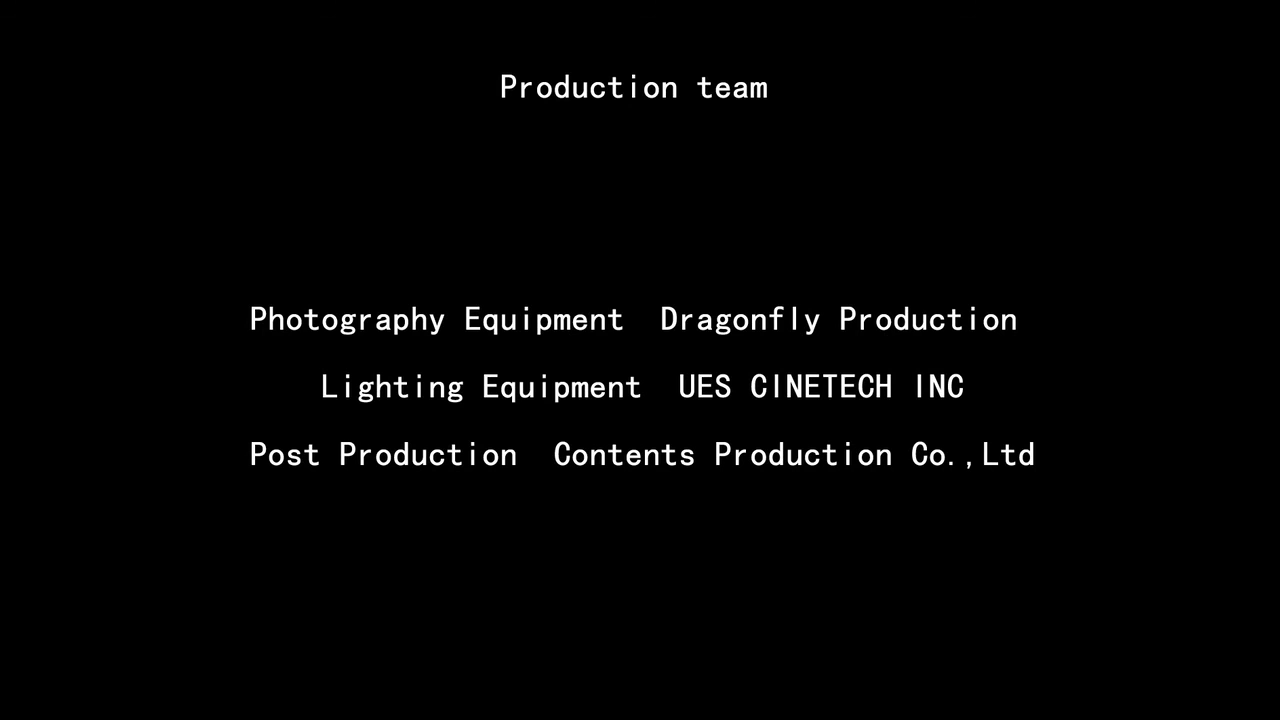 Production team
Photography Equipment  Dragonfly Production
Lighting Equipment  UES CINETECH INC
Post Production  Contents Production Co.,Ltd